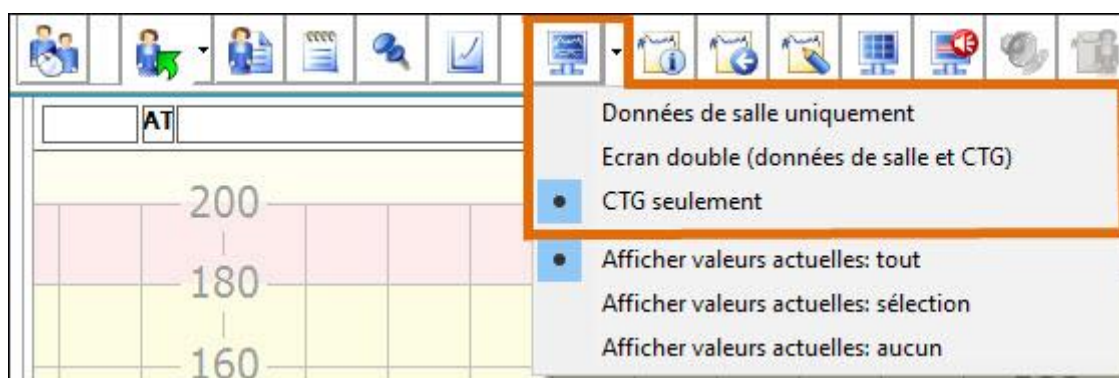 AT
Données de salle uniquement
Ecran double (données de salle et CTG)
CTG seulement
Afficher valeurs actuelles: tout
Afficher valeurs actuelles: sélection
Afficher valeurs actuelles: aucun
200
180
160